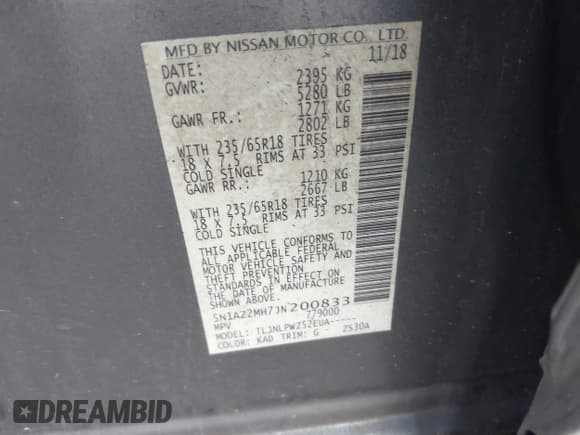 MFD BY NISSAN MOTOR CO., LTD.
DATE: 11/18
GVWR: 2395 KG
5280 LB
GAWR FR.: 1271 KG
2802 LB
WITH 235/65R18 TIRES
18 X 7.5 RIMS AT 33 PSI
COLD SINGLE
GAWR RR.: 1210 KG
2667 LB
WITH 235/65R18 TIRES
18 X 7.5 RIMS AT 33 PSI
COLD SINGLE
THIS VEHICLE CONFORMS TO
ALL APPLICABLE FEDERAL
MOTOR VEHICLE SAFETY AND
THEFT PREVENTION
STANDARDS IN EFFECT ON
THE DATE OF MANUFACTURE
SHOWN ABOVE.
5N1AZ2MH7JN200833
MPV 779000
MODEL: TLJNLPWZ52EUA-----
COLOR: KAD TRIM: G - Z530A
DREAMBID